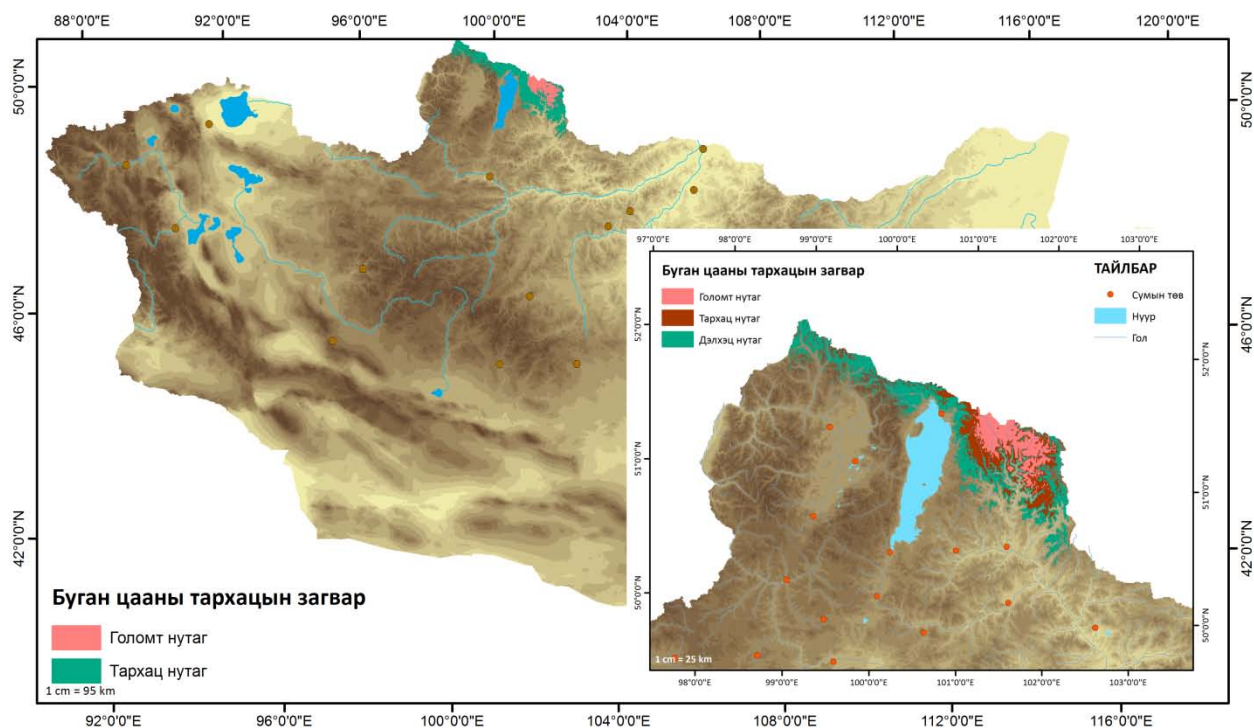 88°0'0"E 92°0'0"E 96°0'0"E 100°0'0"E 104°0'0"E 108°0'0"E 112°0'0"E 116°0'0"E 120°0'0"E
50°0'0"N
46°0'0"N
42°0'0"N
50°0'0"N
46°0'0"N
42°0'0"N
Буган цааны тархацын загвар
Голомт нутаг
Тархац нутаг
1 cm = 95 km
92°0'0"E 96°0'0"E 100°0'0"E 104°0'0"E 108°0'0"E 112°0'0"E 116°0'0"E
97°0'0"E 98°0'0"E 99°0'0"E 100°0'0"E 101°0'0"E 102°0'0"E 103°0'0"E
Буган цааны тархацын загвар
Голомт нутаг
Тархац нутаг
Дэлхэц нутаг
ТАЙЛБАР
Сумын төв
Нуур
Гол
52°0'0"N
51°0'0"N
50°0'0"N
52°0'0"N
51°0'0"N
50°0'0"N
1 cm = 25 km
98°0'0"E 99°0'0"E 100°0'0"E 101°0'0"E 102°0'0"E 103°0'0"E